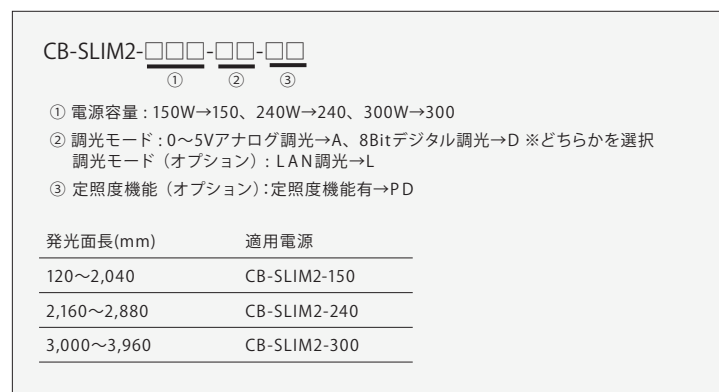 CB-SLIM2-□□□-□□-□□
① ② ③
① 電源容量 : 150W→150、240W→240、300W→300
② 調光モード : 0～5Vアナログ調光→A、8Bitデジタル調光→D ※どちらかを選択
調光モード（オプション）: LAN調光→L
③ 定照度機能（オプション）:定照度機能有→PD
発光面長(mm) 適用電源
120～2,040 CB-SLIM2-150
2,160～2,880 CB-SLIM2-240
3,000～3,960 CB-SLIM2-300